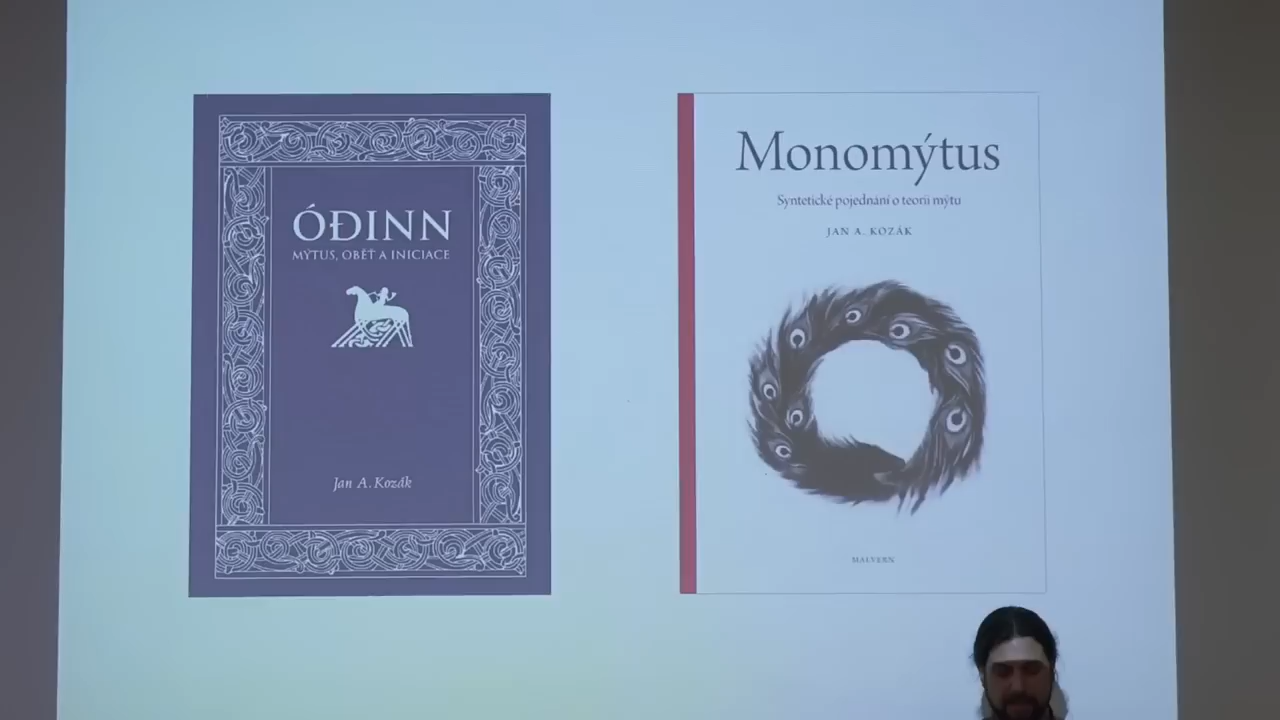 ÓÐINN
MÝTUS, OBĚŤ A INICIACE
Jan A. Kozák
Monomýtus
Syntetické pojednání o teorii mýtu
JAN A. KOZÁK
MALVERN